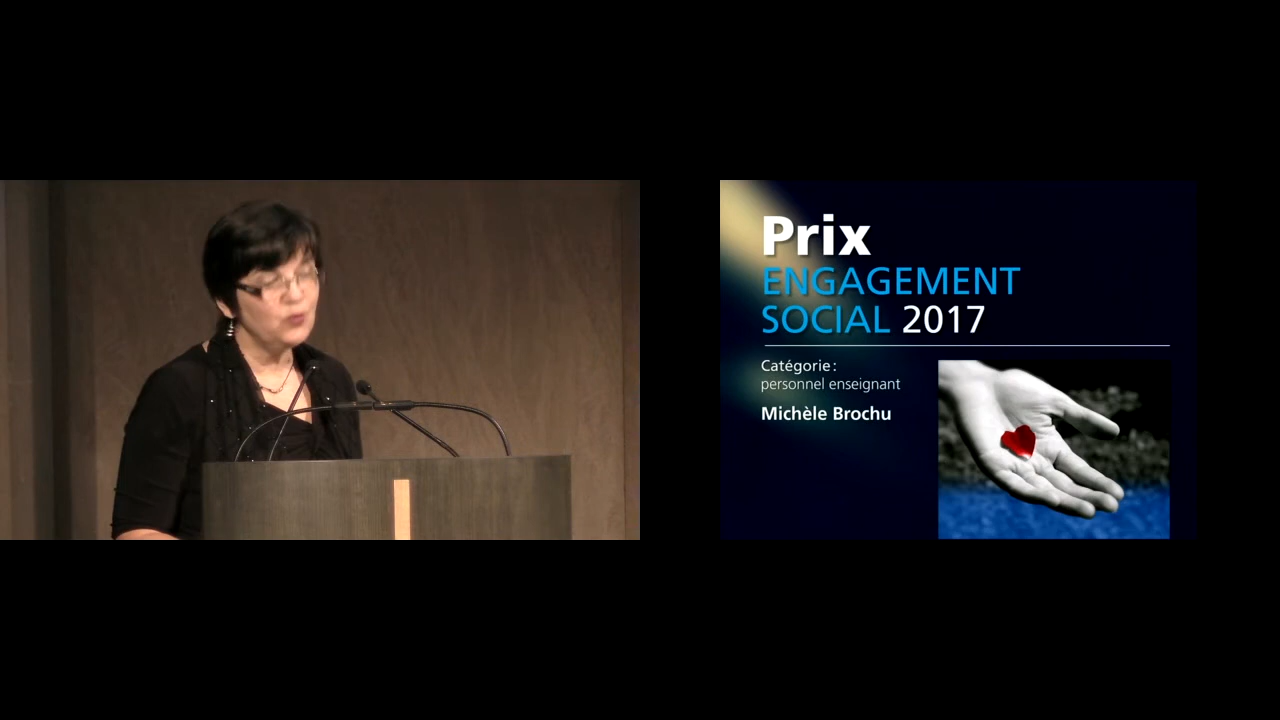 Prix
ENGAGEMENT
SOCIAL 2017
Catégorie :
personnel enseignant
Michèle Brochu